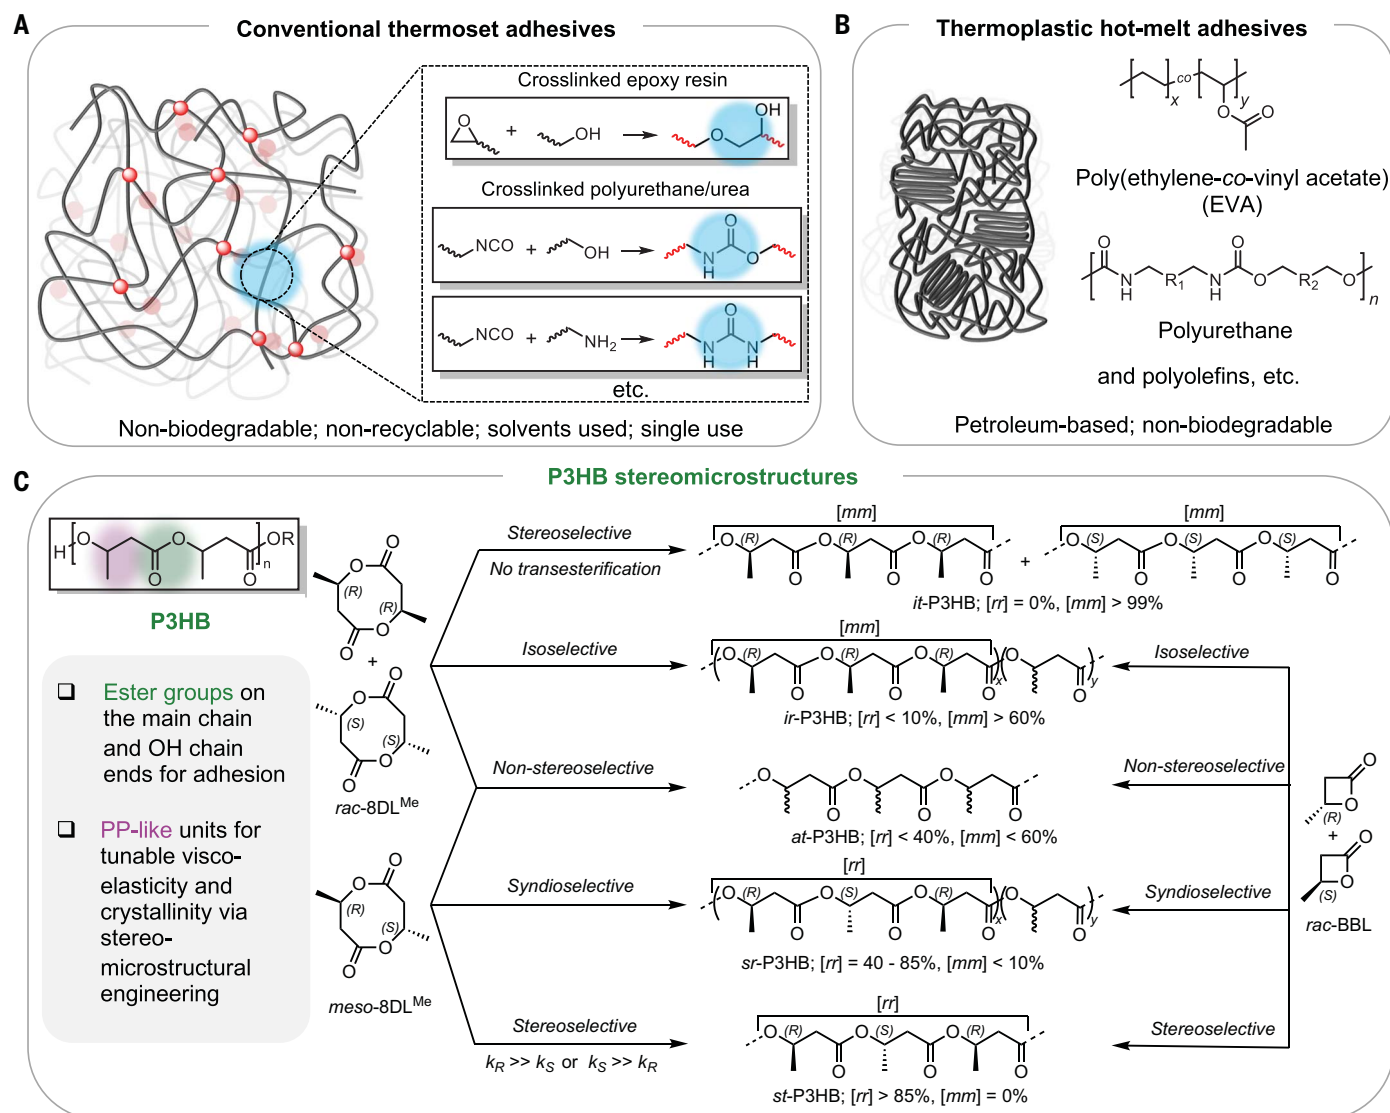 A
Conventional thermoset adhesives
Crosslinked epoxy resin
O
+
OH
O
OH
Crosslinked polyurethane/urea
NCO
+
OH
O
N
H
O
NCO
+
NH2
O
N
H
N
H
etc.
Non-biodegradable; non-recyclable; solvents used; single use
B
Thermoplastic hot-melt adhesives
co
x
y
O
O
Poly(ethylene-co-vinyl acetate)
(EVA)
O
N
H
R1
N
H
O
O
R2
O
n
Polyurethane
and polyolefins, etc.
Petroleum-based; non-biodegradable
C
P3HB stereomicrostructures
H
O
O
O
O
OR
n
P3HB
❑ Ester groups on
the main chain
and OH chain
ends for adhesion
❑ PP-like units for
tunable visco-
elasticity and
crystallinity via
stereo-
microstructural
engineering
O
O
(R)
(R)
O
O
+
O
O
(S)
(S)
O
O
rac-8DLMe
O
O
(R)
(S)
O
O
meso-8DLMe
Stereoselective
No transesterification
[mm]
O
(R)
O
O
(R)
O
O
(R)
O
+
[mm]
O
(S)
O
O
(S)
O
O
(S)
O
it-P3HB; [rr] = 0%, [mm] > 99%
Isoselective
[mm]
(
O
(R)
O
O
(R)
O
O
(R)
O
)
x
(
O
O
)
y
Isoselective
ir-P3HB; [rr] < 10%, [mm] > 60%
Non-stereoselective
O
O
O
O
O
O
Non-stereoselective
at-P3HB; [rr] < 40%, [mm] < 60%
Syndioselective
[rr]
(
O
(R)
O
O
(S)
O
O
(R)
O
)
x
(
O
O
)
y
Syndioselective
sr-P3HB; [rr] = 40 - 85%, [mm] < 10%
Stereoselective
kR >> kS or kS >> kR
[rr]
O
(R)
O
O
(S)
O
O
(R)
O
Stereoselective
st-P3HB; [rr] > 85%, [mm] = 0%
O
O
(R)
+
O
O
(S)
rac-BBL